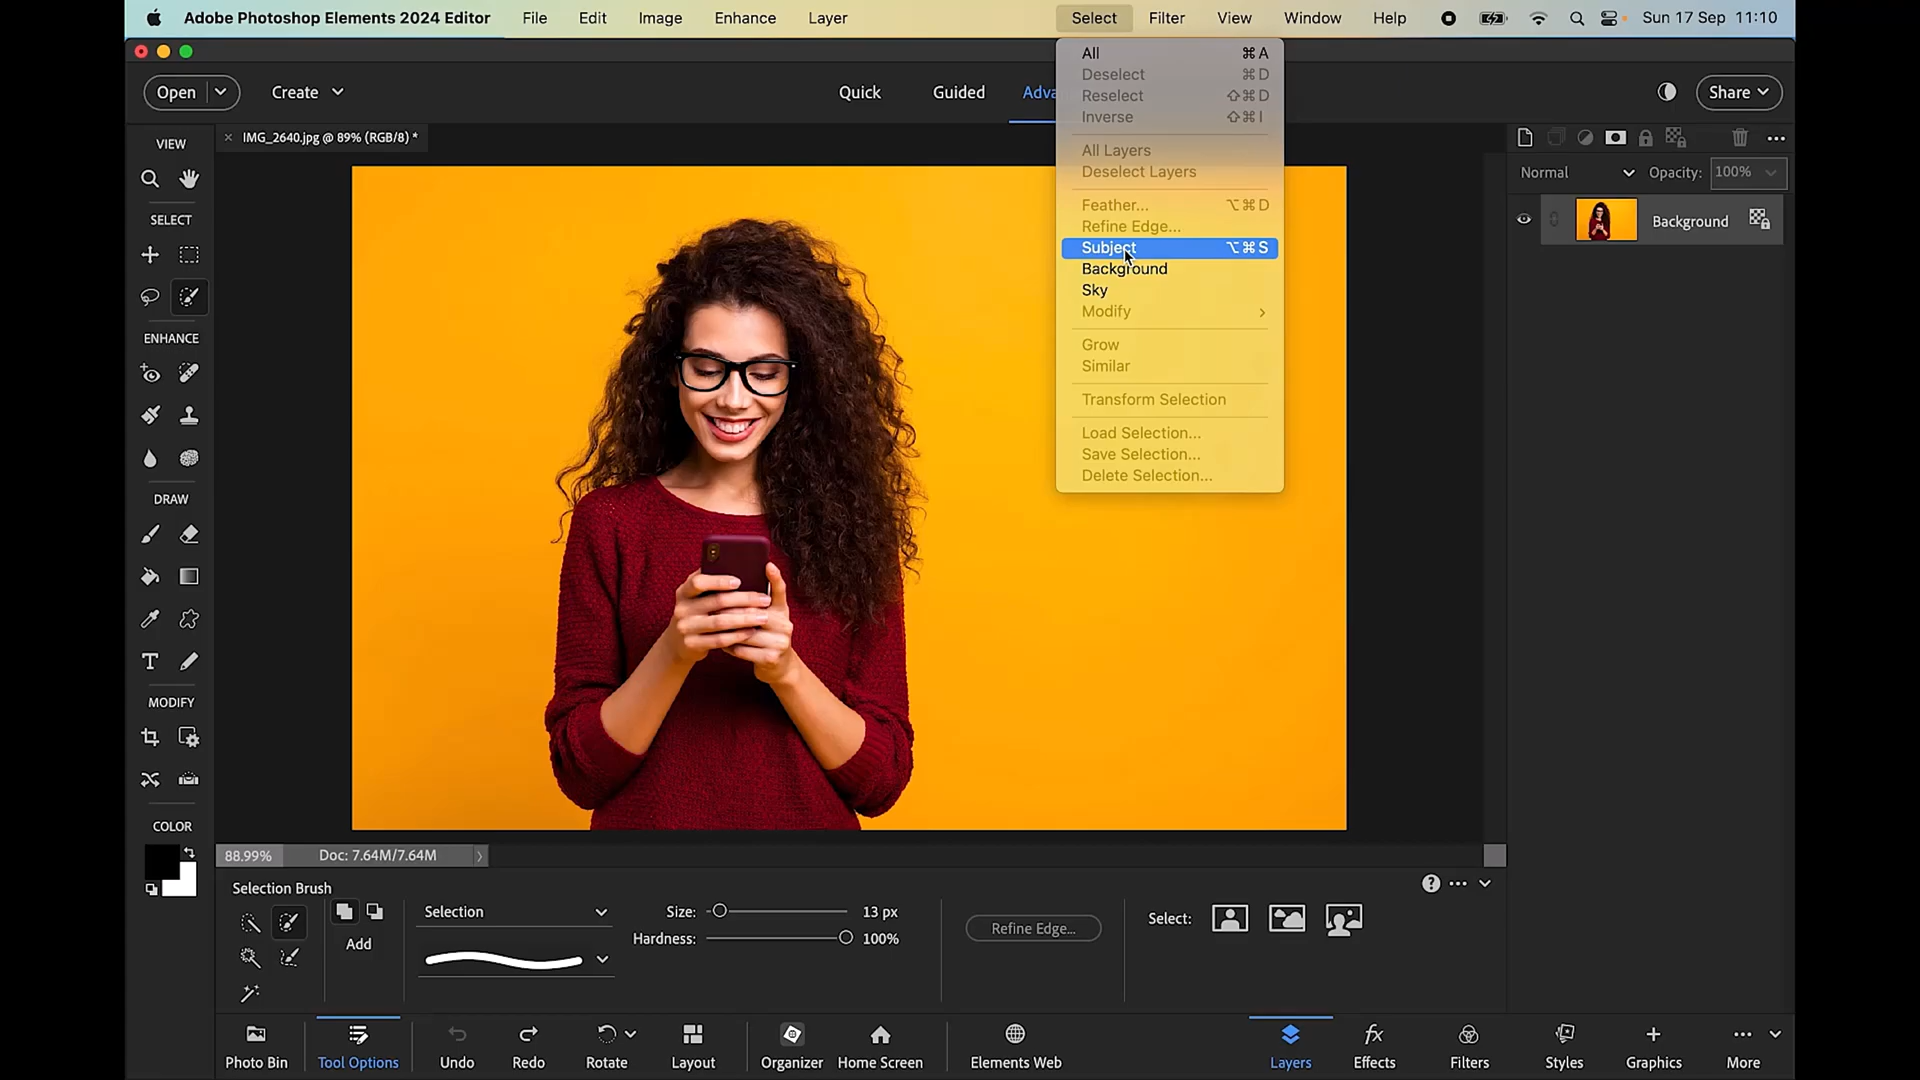 Adobe Photoshop Elements 2024 Editor File Edit Image Enhance Layer Select Filter View Window Help Sun 17 Sep 11:10
Open Create Quick Guided Adva Share
IMG_2640.jpg @ 89% (RGB/8) *
All ⌘A
Deselect ⌘D
Reselect ⇧⌘D
Inverse ⇧⌘I
All Layers
Deselect Layers
Feather... ⌥⌘D
Refine Edge...
Subject ⌥⌘S
Background
Sky
Modify
Grow
Similar
Transform Selection
Load Selection...
Save Selection...
Delete Selection...
VIEW
SELECT
ENHANCE
DRAW
MODIFY
COLOR
Normal Opacity: 100%
Background
88.99% Doc: 7.64M/7.64M
Selection Brush
Add
Selection
Size: 13 px
Hardness: 100%
Refine Edge...
Select:
Photo Bin Tool Options Undo Redo Rotate Layout Organizer Home Screen Elements Web Layers Effects Filters Styles Graphics More